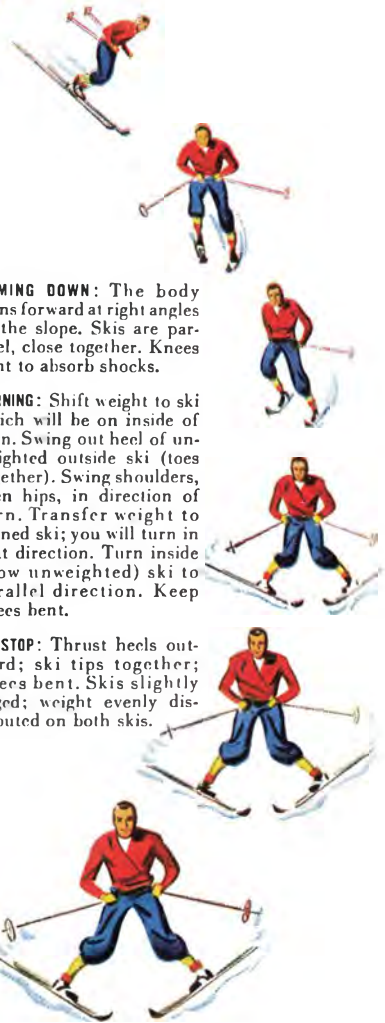 MING DOWN: The body
ns forward at right angles
the slope. Skis are par-
el, close together. Knees
nt to absorb shocks.
RNING: Shift weight to ski
ich will be on inside of
n. Swing out heel of un-
ighted outside ski (toes
ether). Swing shoulders,
en hips, in direction of
rn. Transfer weight to
ned ski; you will turn in
at direction. Turn inside
ow unweighted) ski to
rallel direction. Keep
ees bent.
STOP: Thrust heels out-
rd; ski tips together;
ees bent. Skis slightly
ged; weight evenly dis-
buted on both skis.